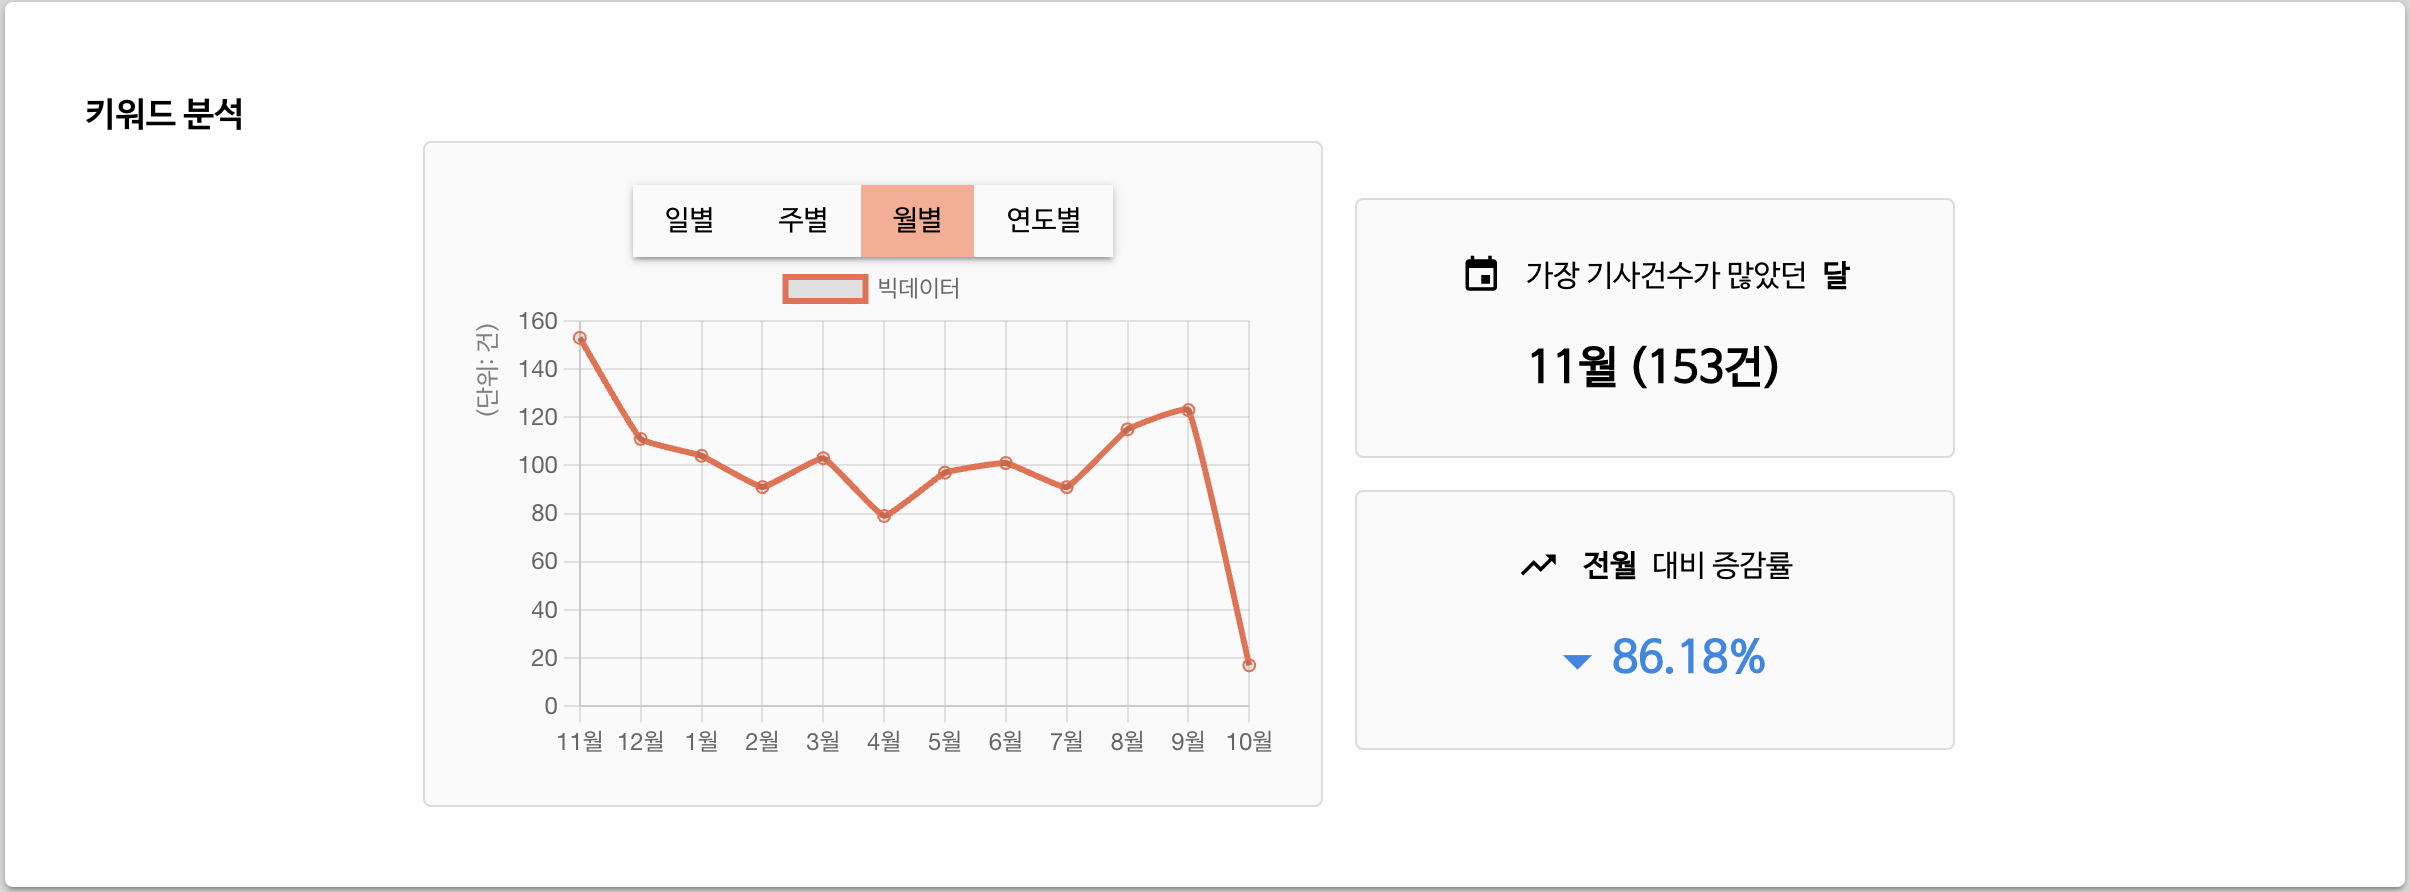 키워드 분석
일별 주별 월별 연도별
빅데이터
(단위: 건)
160
140
120
100
80
60
40
20
0
11월 12월 1월 2월 3월 4월 5월 6월 7월 8월 9월 10월
가장 기사건수가 많았던 달
11월 (153건)
전월 대비 증감률
86.18%